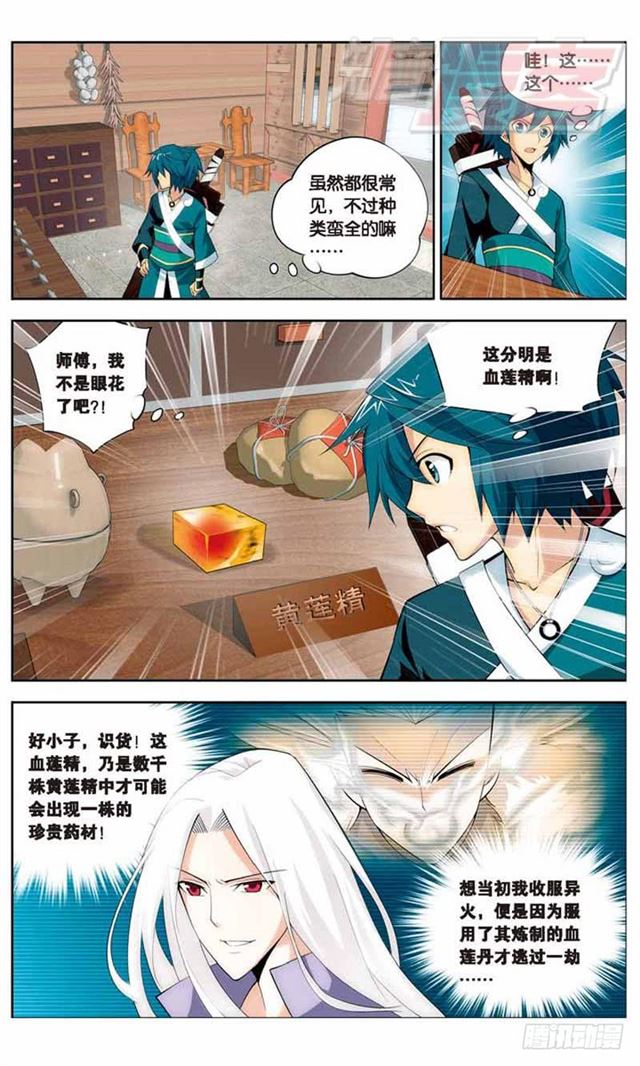 虽然都很常
见，不过种
类蛮全的嘛
……
哇！这……
这个……
师傅，我
不是眼花
了吧？！
这分明是
血莲精啊！
黄莲精
好小子，识货！这
血莲精，乃是数千
株黄莲精中才可能
会出现一株的
珍贵药材！
想当初我收服异
火，便是因为服
用了其炼制的血
莲丹才逃过一劫
……
腾讯动漫